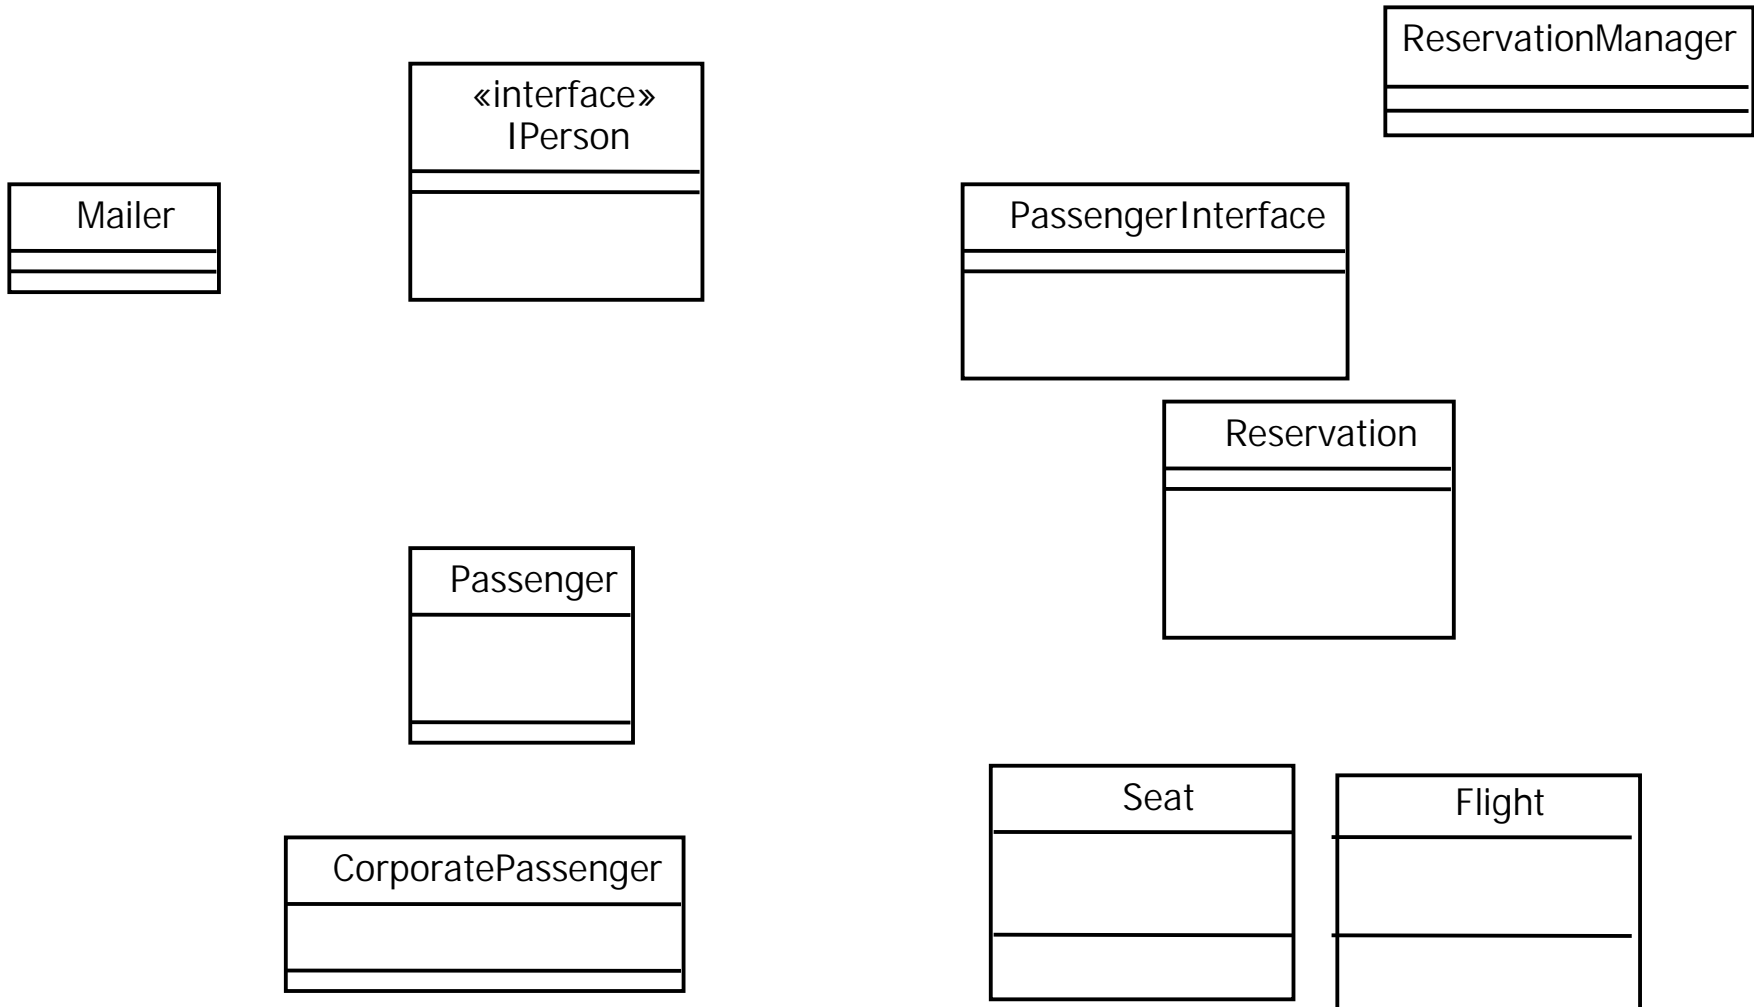 ReservationManager
«interface»
IPerson
Mailer
PassengerInterface
Reservation
Passenger
Seat
Flight
CorporatePassenger